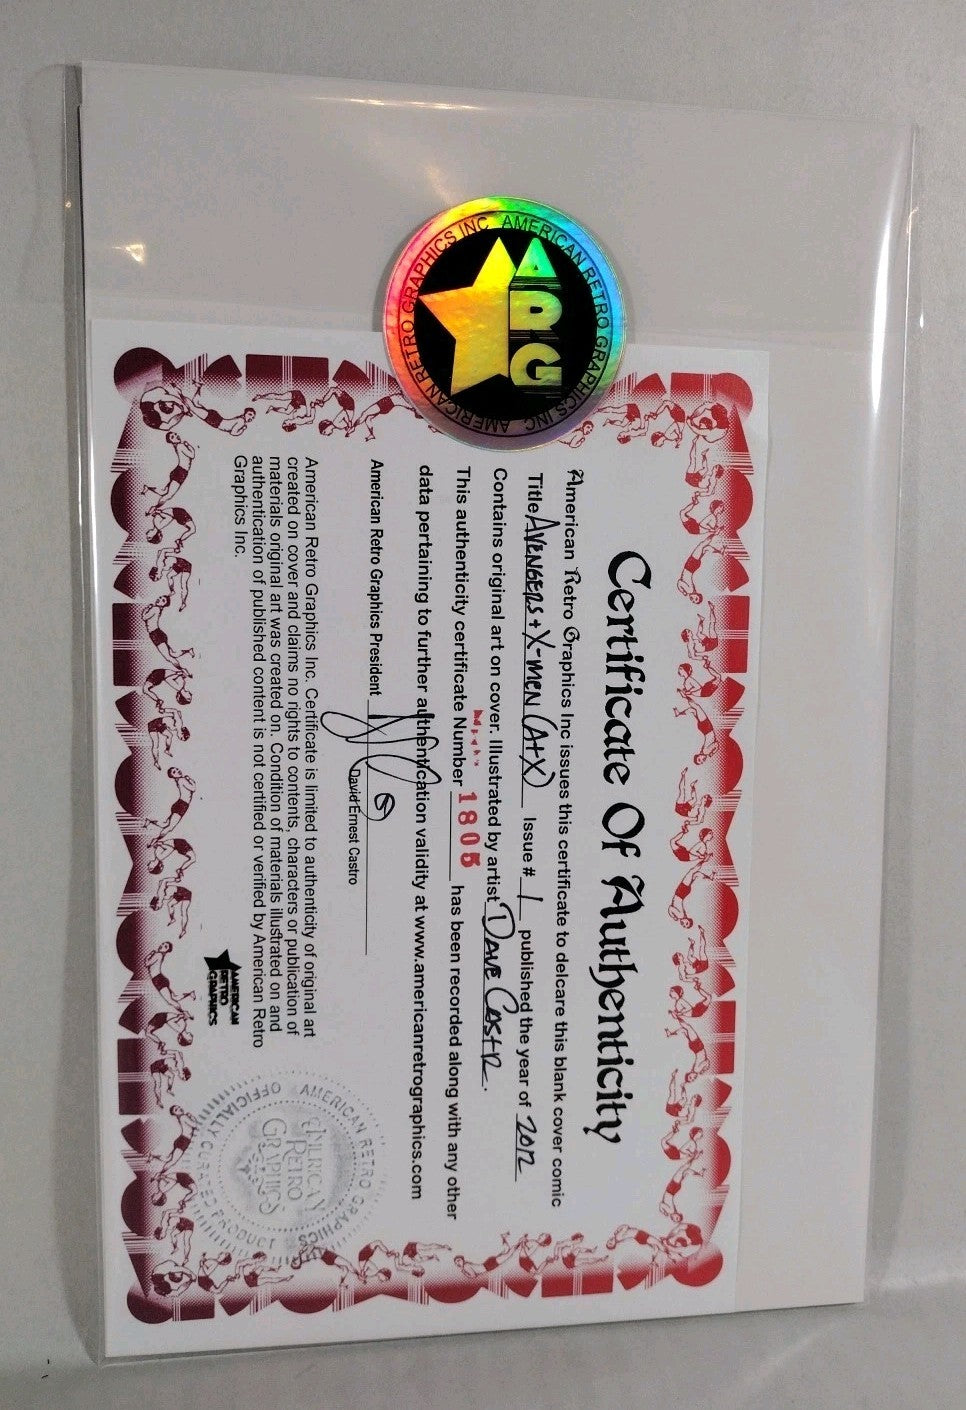 AMERICAN RETRO GRAPHICS INC AMERICAN RETRO GRAPHICS INC
ARG
Certificate Of Authenticity
American Retro Graphics Inc issues this certificate to delcare this blank cover comic
Title AVENGERS + X-MEN (A+X) Issue # 1 published the year of 2012
Contains original art on cover. Illustrated by artist DAVE CASTR.
This authenticity certificate Number 1805 has been recorded along with any other
data pertaining to further authentication validity at www.americanretrographics.com
American Retro Graphics President
David Ernest Castro
American Retro Graphics Inc. Certificate is limited to authenticity of original art
created on cover and claims no rights to contents, characters or publication of
materials original art was created on. Condition of materials illustrated on and
authentication of published content is not certified or verified by American Retro
Graphics Inc.
AMERICAN
RETRO
GRAPHICS
AMERICAN RETRO GRAPHICS
OFFICIALLY
PRODUCT
AMERICAN
RETRO
GRAPHICS